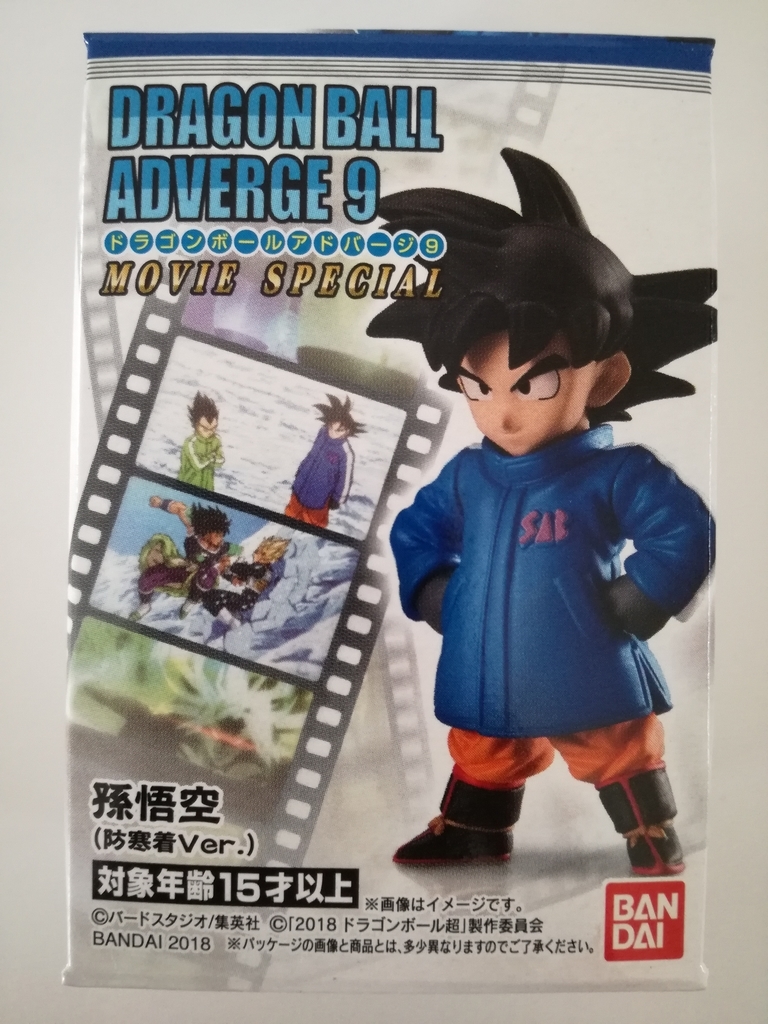 DRAGON BALL
ADVERGE 9
ドラゴンボールアドバージ9
MOVIE SPECIAL
SAB
孫悟空
(防寒着Ver.)
対象年齢15才以上
※画像はイメージです。
©バードスタジオ/集英社 ©「2018 ドラゴンボール超」製作委員会
BANDAI 2018 ※パッケージの画像と商品とは、多少異なりますのでご了承ください。
BAN
DAI